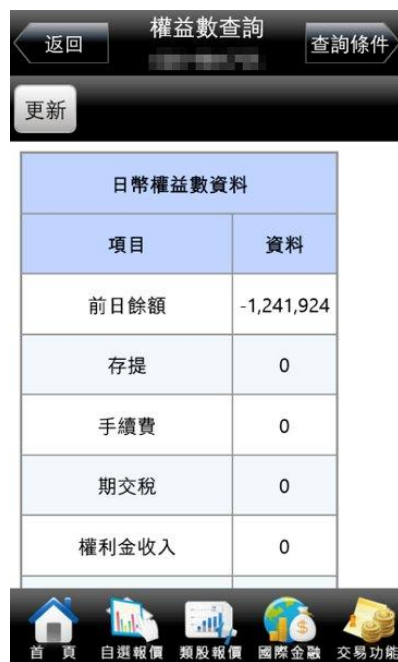 返回
權益數查詢
查詢條件
更新
日幣權益數資料
項目 資料
前日餘額 -1,241,924
存提 0
手續費 0
期交稅 0
權利金收入 0
首頁 自選報價 類股報價 國際金融 交易功能